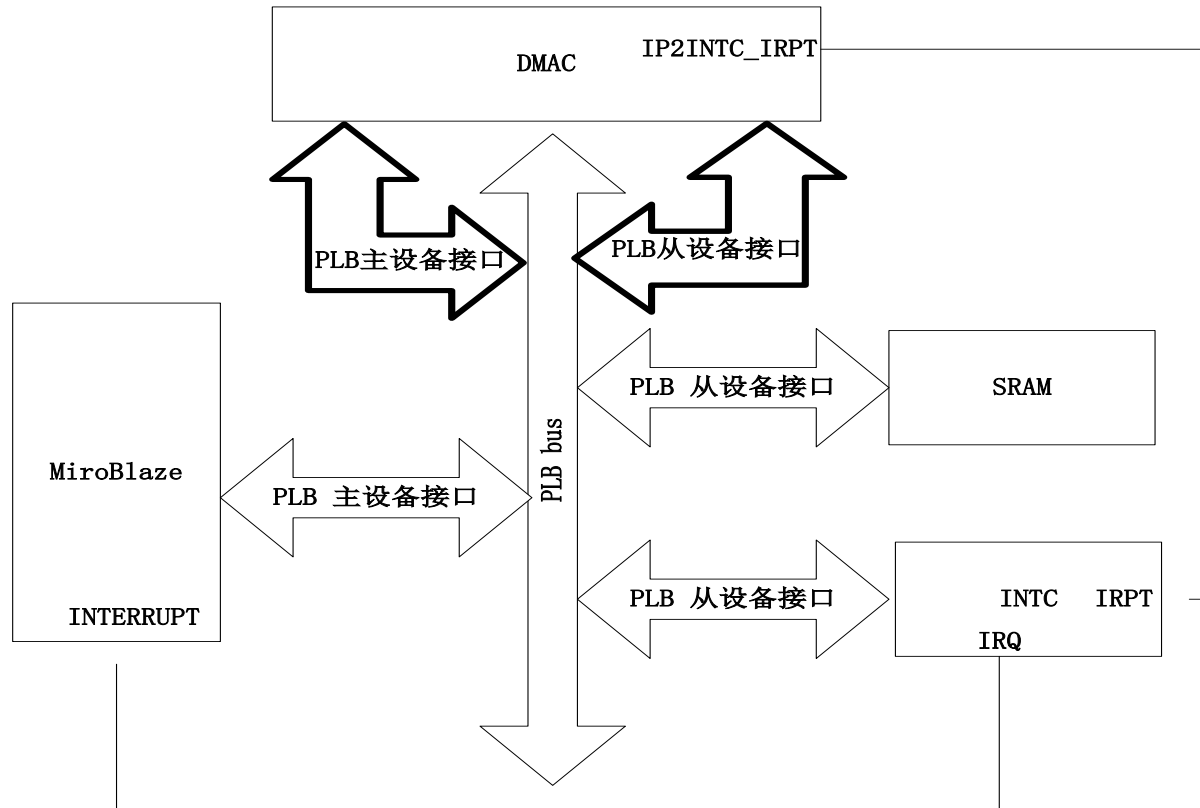 IP2INTC_IRPT
DMAC
PLB主设备接口
PLB从设备接口
PLB 从设备接口
SRAM
PLB bus
MiroBlaze
PLB 主设备接口
INTERRUPT
PLB 从设备接口
INTC IRPT
IRQ